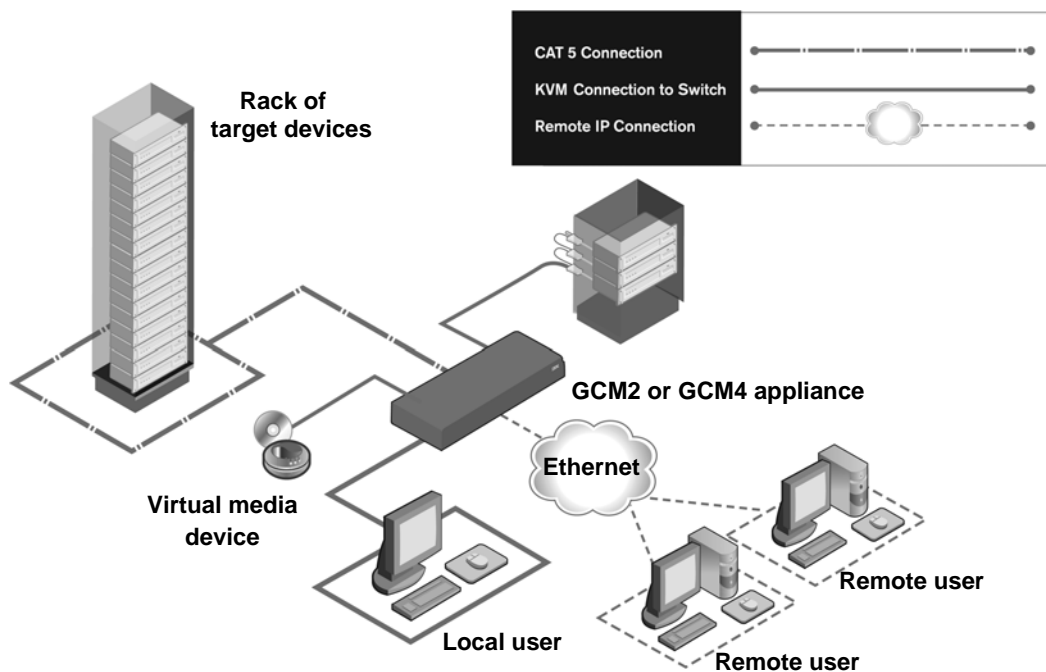 CAT 5 Connection
KVM Connection to Switch
Remote IP Connection
Rack of
target devices
GCM2 or GCM4 appliance
Ethernet
Virtual media
device
Local user
Remote user
Remote user